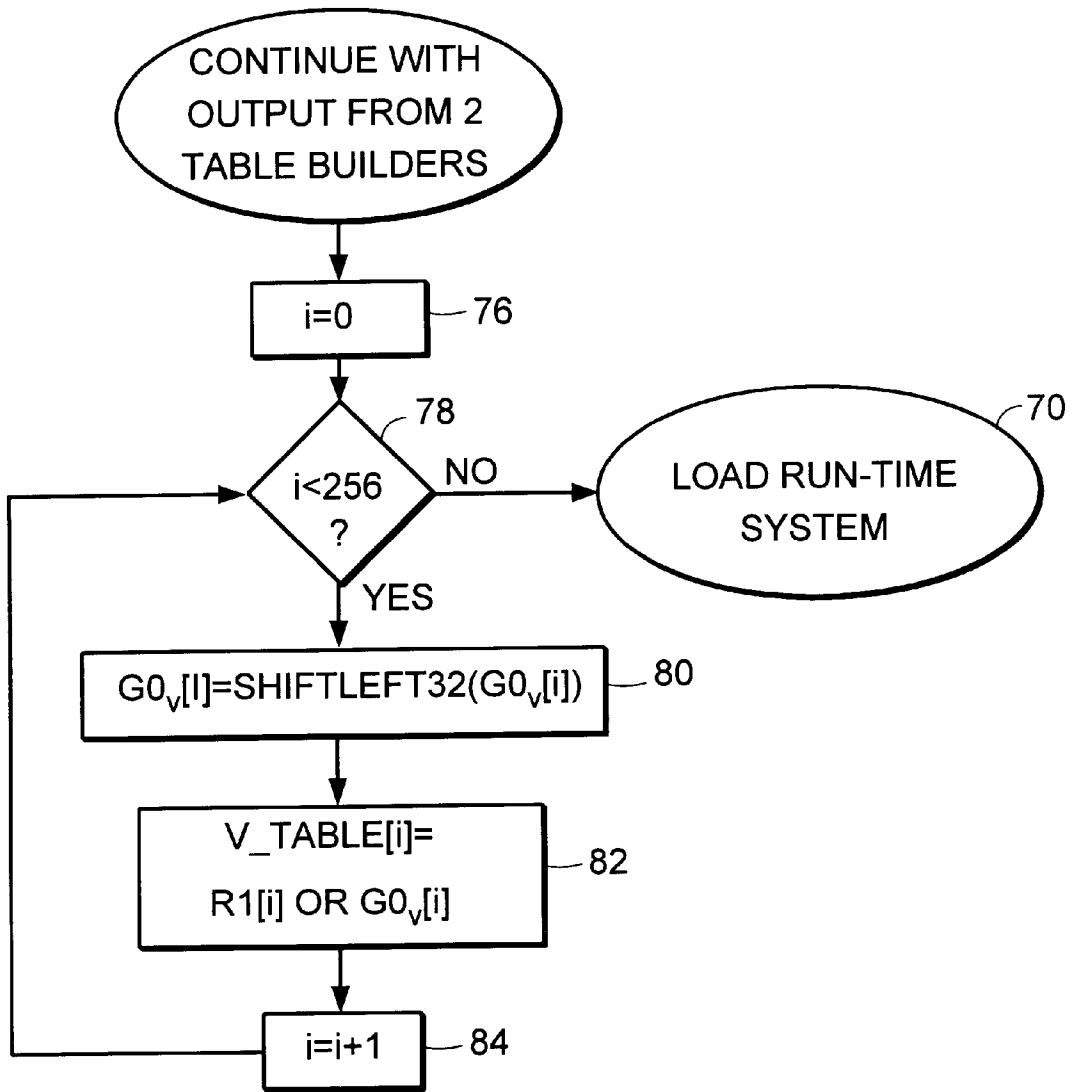 CONTINUE WITH
OUTPUT FROM 2
TABLE BUILDERS
i=0
76
78
i<256
?
NO
YES
LOAD RUN-TIME
SYSTEM
70
G0v[I]=SHIFTLEFT32(G0v[i])
80
V_TABLE[i]=
R1[i] OR G0v[i]
82
i=i+1
84